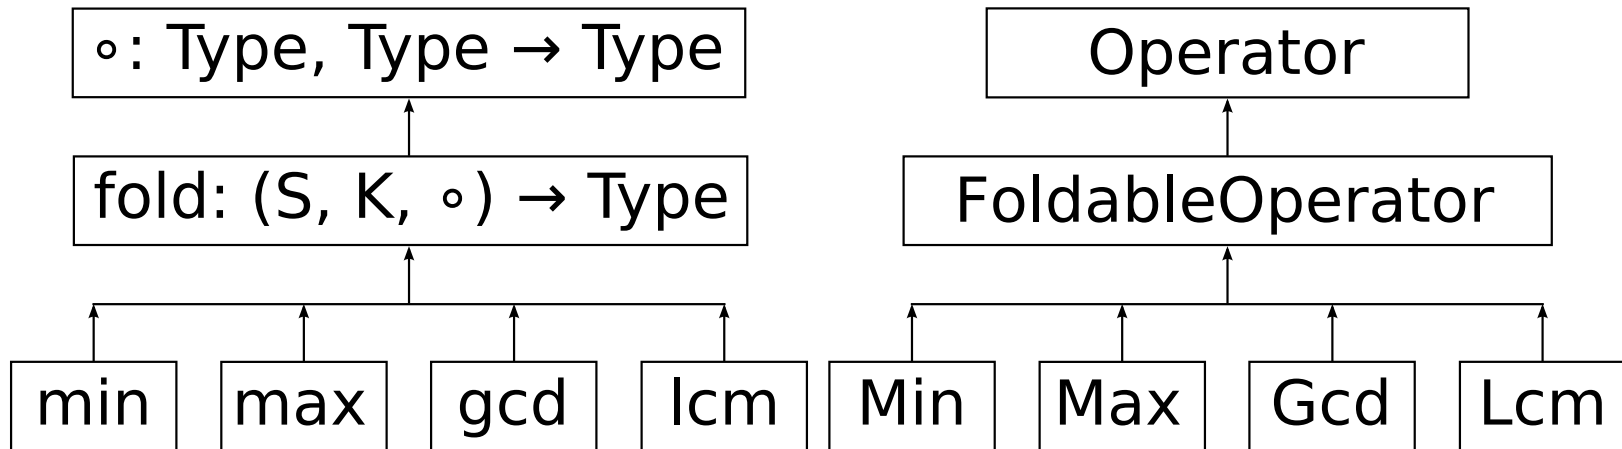 ∘: Type, Type → Type
Operator
fold: (S, K, ∘) → Type
FoldableOperator
min max gcd lcm Min Max Gcd Lcm